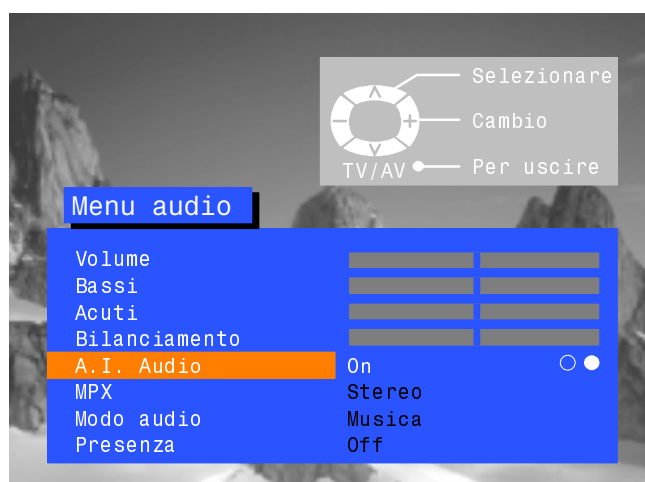 Selezionare
Cambio
TV/AV Per uscire
Menu audio
Volume
Bassi
Acuti
Bilanciamento
A.I. Audio On
MPX Stereo
Modo audio Musica
Presenza Off